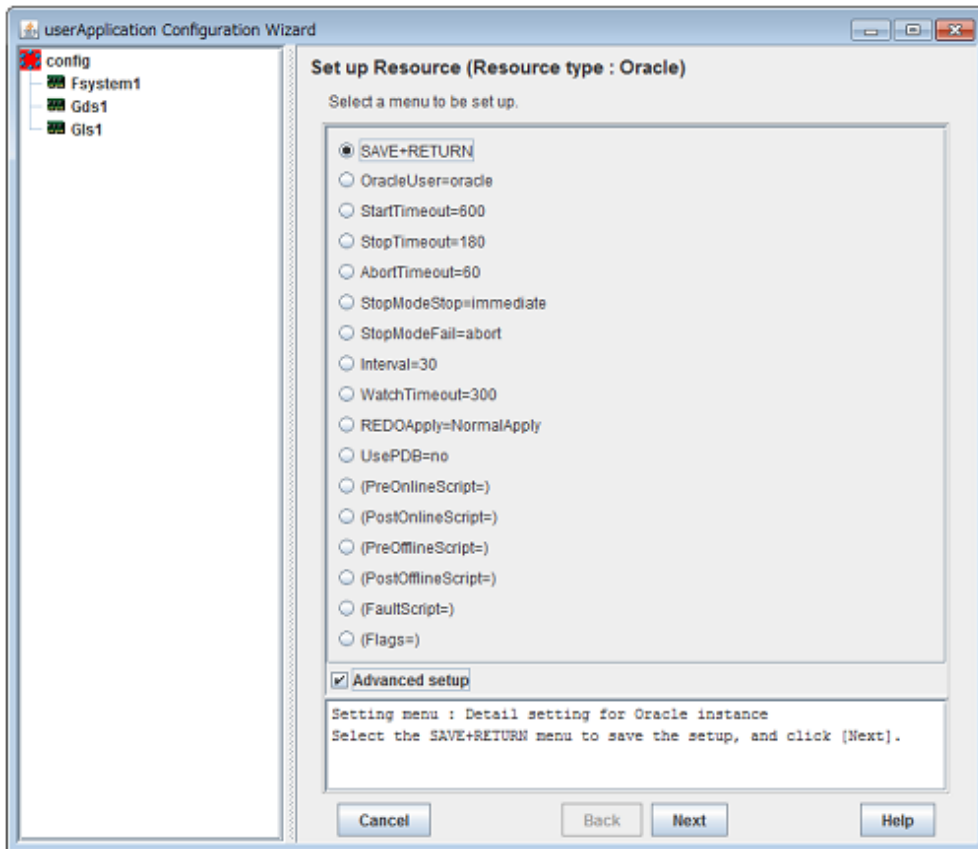 userApplication Configuration Wizard
config
Fsystem1
Gds1
Gls1
Set up Resource (Resource type : Oracle)
Select a menu to be set up.
SAVE+RETURN
OracleUser=oracle
StartTimeout=600
StopTimeout=180
AbortTimeout=60
StopModeStop=immediate
StopModeFail=abort
Interval=30
WatchTimeout=300
REDOApply=NormalApply
UsePDB=no
(PreOnlineScript=)
(PostOnlineScript=)
(PreOfflineScript=)
(PostOfflineScript=)
(FaultScript=)
(Flags=)
Advanced setup
Setting menu : Detail setting for Oracle instance
Select the SAVE+RETURN menu to save the setup, and click [Next].
Cancel Back Next Help